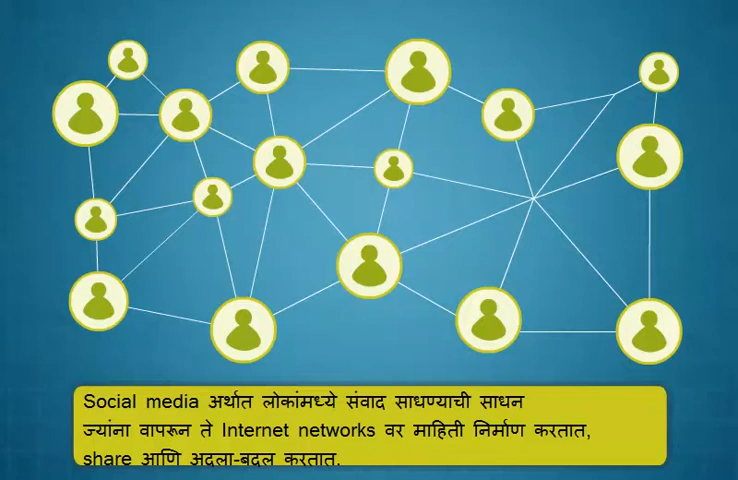 Social media अर्थात लोकांमध्ये संवाद साधण्याची साधन
ज्यांना वापरून ते Internet networks वर माहिती निर्माण करतात,
share आणि अदला-बदल करतात.